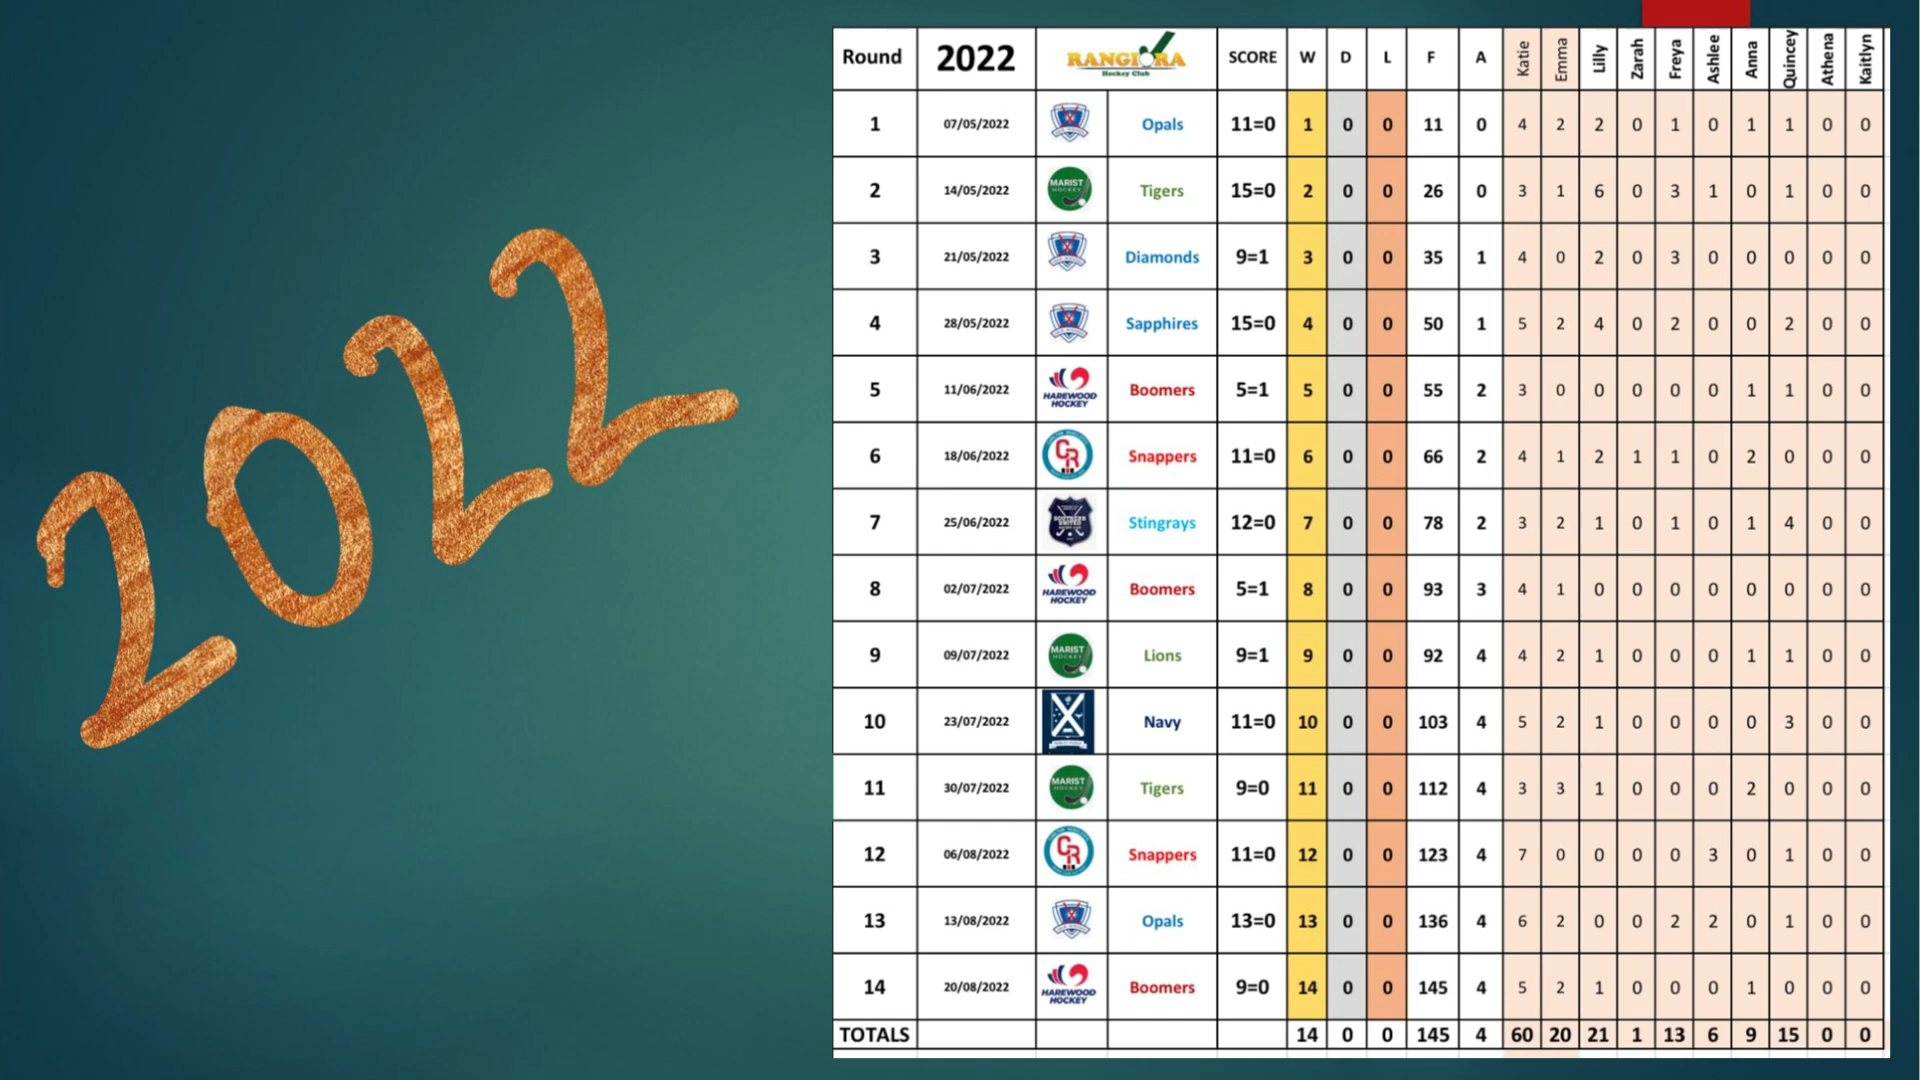 2022
Round 2022 RANGIORA Hockey Club SCORE W D L F A Katie Emma Lilly Zarah Freya Ashlee Anna Quincey Athena Kaitlyn
1 07/05/2022 Opals 11=0 1 0 0 11 0 4 2 2 0 1 0 1 1 0 0
2 14/05/2022 MARIST HOCKEY Tigers 15=0 2 0 0 26 0 3 1 6 0 3 1 0 1 0 0
3 21/05/2022 Diamonds 9=1 3 0 0 35 1 4 0 2 0 3 0 0 0 0 0
4 28/05/2022 Sapphires 15=0 4 0 0 50 1 5 2 4 0 2 0 0 2 0 0
5 11/06/2022 HAREWOOD HOCKEY Boomers 5=1 5 0 0 55 2 3 0 0 0 0 0 1 1 0 0
6 18/06/2022 CR Snappers 11=0 6 0 0 66 2 4 1 2 1 1 0 2 0 0 0
7 25/06/2022 SOUTHERN UNITED Stingrays 12=0 7 0 0 78 2 3 2 1 0 1 0 1 4 0 0
8 02/07/2022 HAREWOOD HOCKEY Boomers 5=1 8 0 0 93 3 4 1 0 0 0 0 0 0 0 0
9 09/07/2022 MARIST HOCKEY Lions 9=1 9 0 0 92 4 4 2 1 0 0 0 1 1 0 0
10 23/07/2022 Navy 11=0 10 0 0 103 4 5 2 1 0 0 0 0 3 0 0
11 30/07/2022 MARIST HOCKEY Tigers 9=0 11 0 0 112 4 3 3 1 0 0 0 2 0 0 0
12 06/08/2022 CR Snappers 11=0 12 0 0 123 4 7 0 0 0 0 3 0 1 0 0
13 13/08/2022 Opals 13=0 13 0 0 136 4 6 2 0 0 2 2 0 1 0 0
14 20/08/2022 HAREWOOD HOCKEY Boomers 9=0 14 0 0 145 4 5 2 1 0 0 0 1 0 0 0
TOTALS 14 0 0 145 4 60 20 21 1 13 6 9 15 0 0